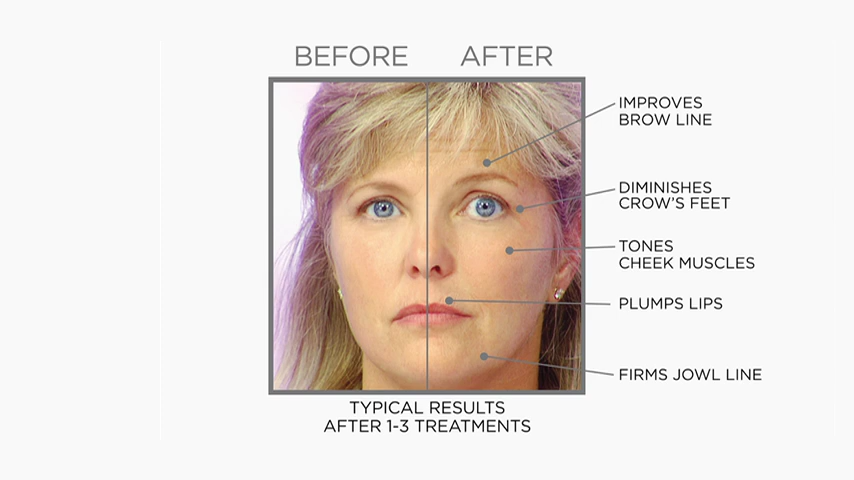 BEFORE AFTER
IMPROVES
BROW LINE
DIMINISHES
CROW'S FEET
TONES
CHEEK MUSCLES
PLUMPS LIPS
FIRMS JOWL LINE
TYPICAL RESULTS
AFTER 1-3 TREATMENTS